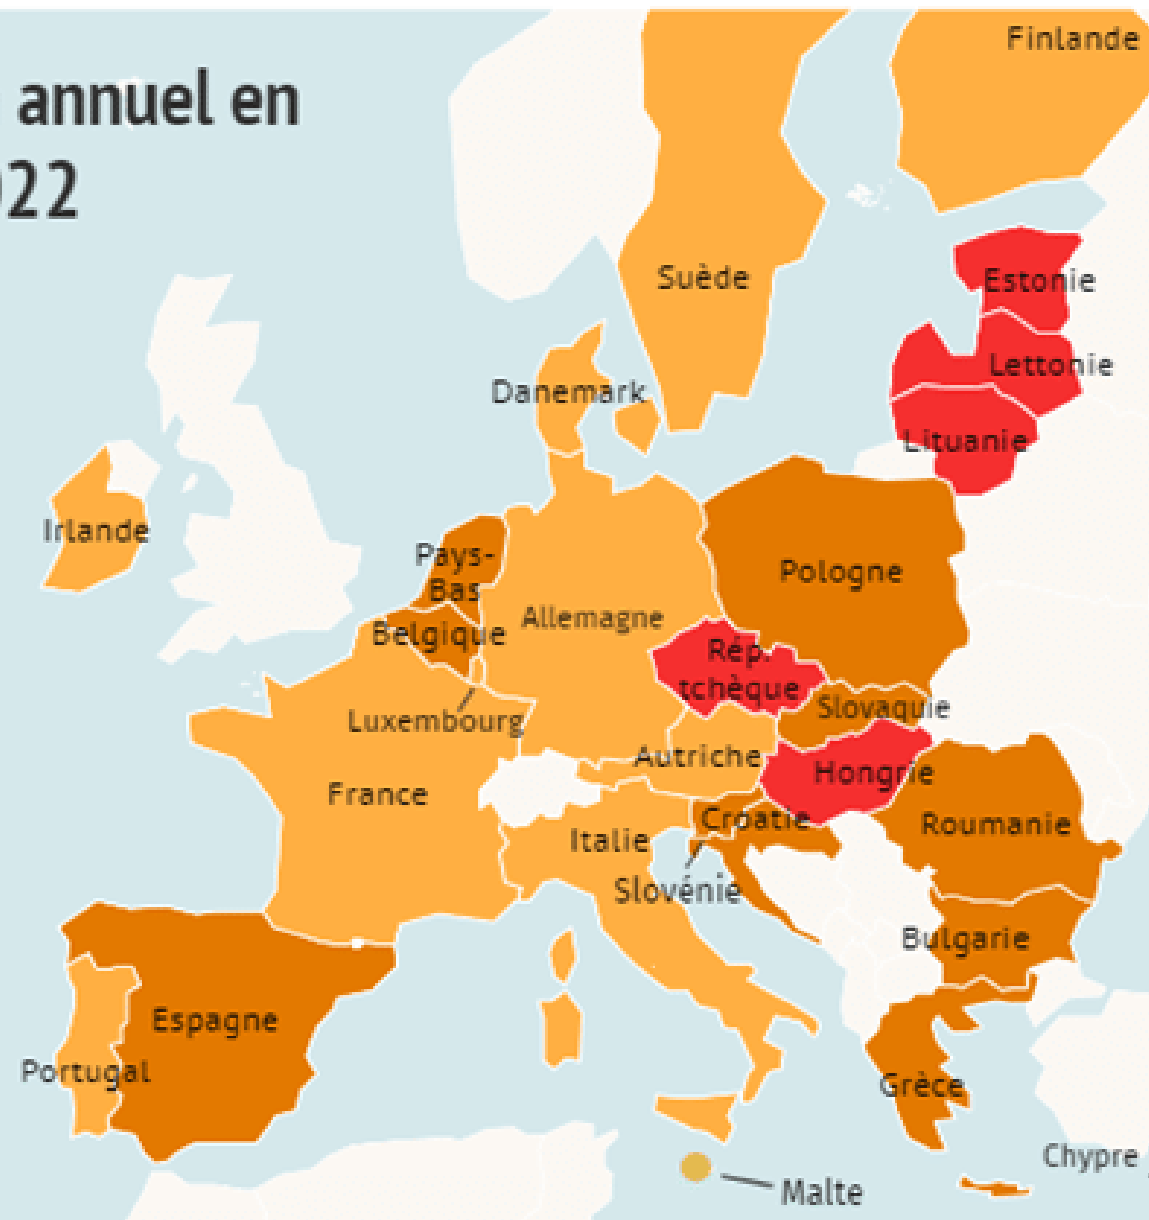 annuel en
022
Finlande
Suède
Estonie
Lettonie
Danemark
Lituanie
Irlande
Pays-
Bas
Pologne
Allemagne
Belgique
Rép.
tchèque
Slovaquie
Luxembourg
Autriche
Hongrie
France
Croatie
Roumanie
Italie
Slovénie
Bulgarie
Espagne
Portugal
Grèce
Chypre
Malte